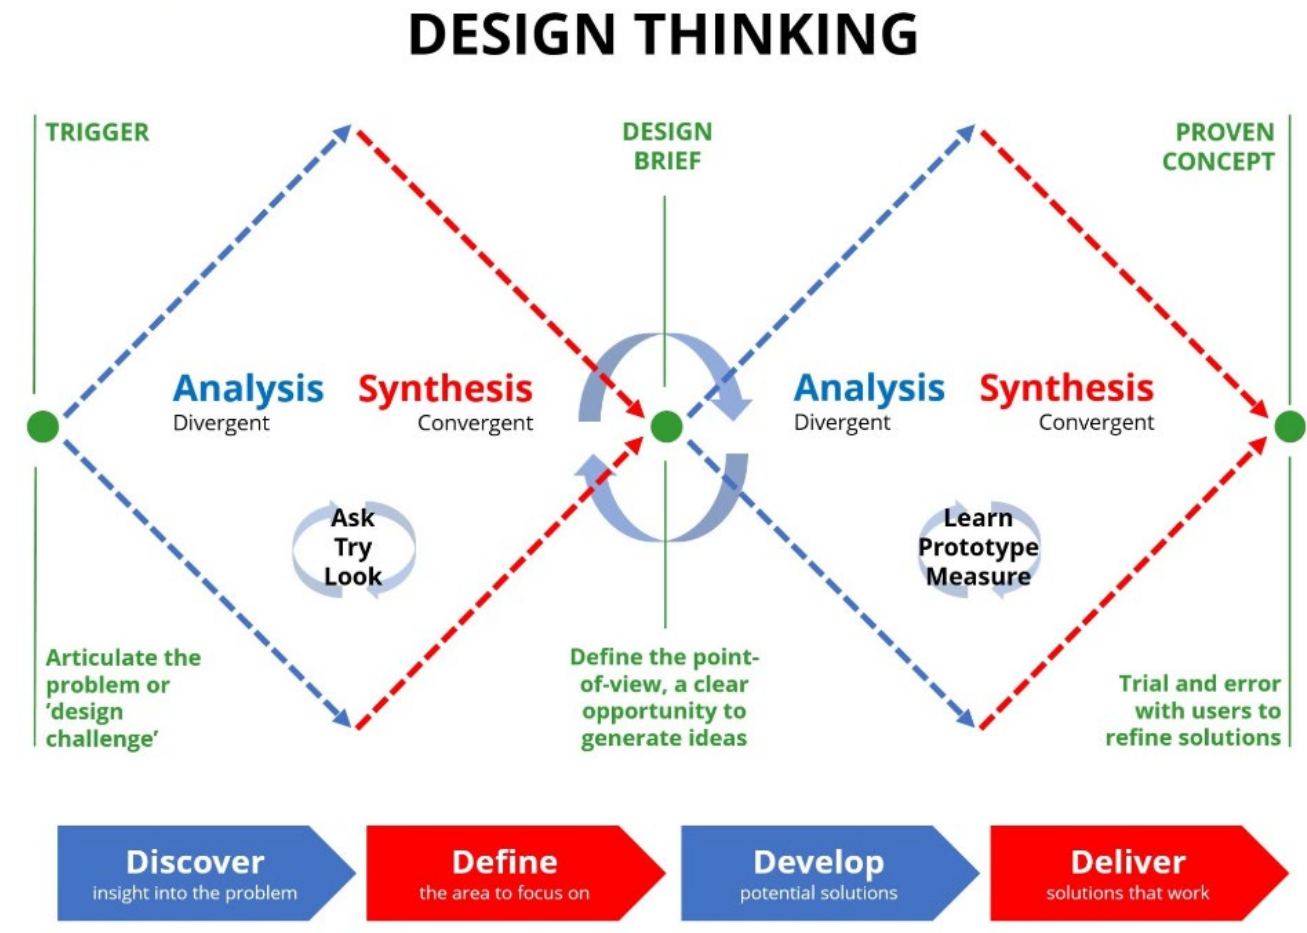 DESIGN THINKING
TRIGGER
DESIGN
BRIEF
PROVEN
CONCEPT
Analysis
Divergent
Synthesis
Convergent
Analysis
Divergent
Synthesis
Convergent
Ask
Try
Look
Learn
Prototype
Measure
Articulate the
problem or
‘design
challenge’
Define the point-
of-view, a clear
opportunity to
generate ideas
Trial and error
with users to
refine solutions
Discover
insight into the problem
Define
the area to focus on
Develop
potential solutions
Deliver
solutions that work